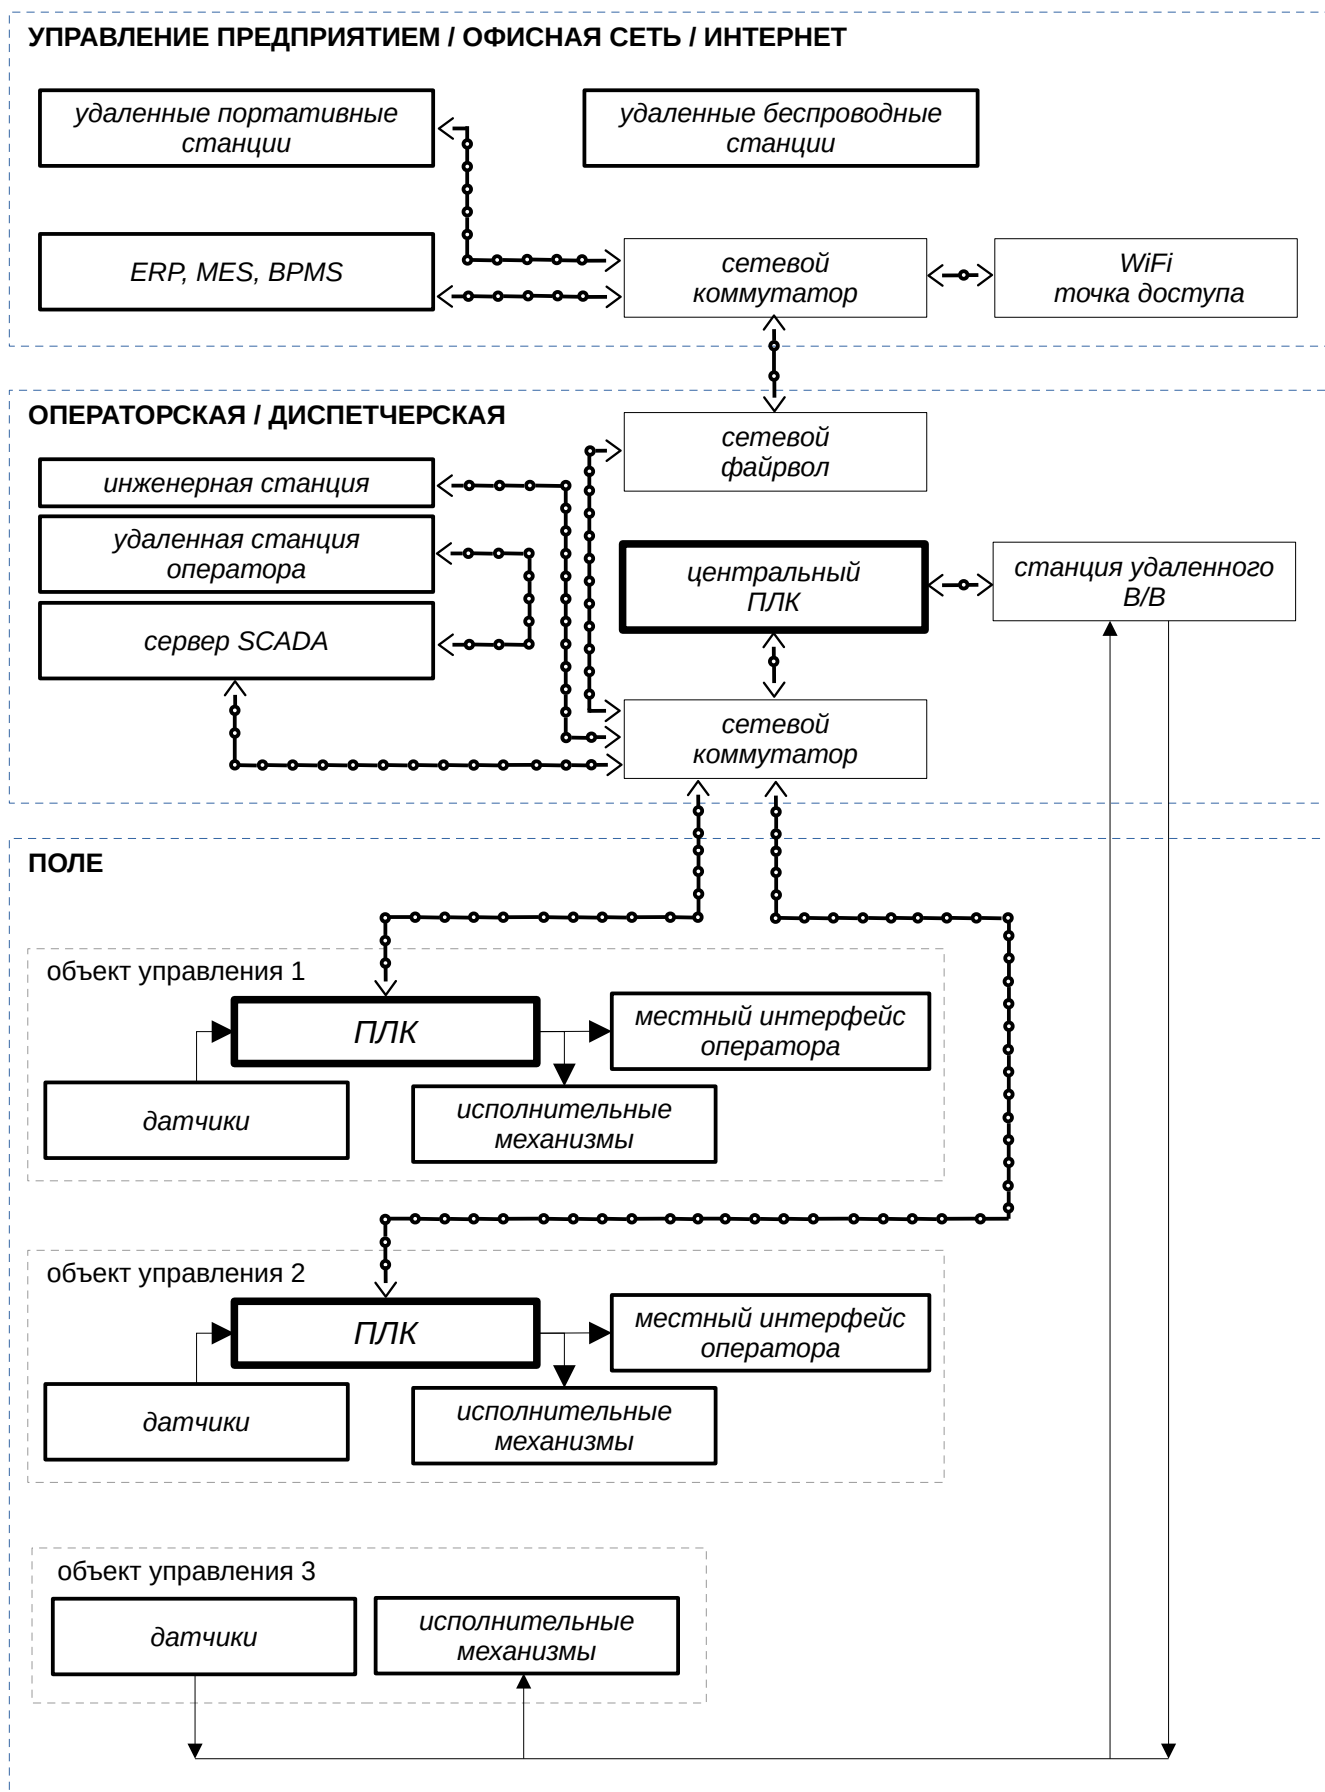 УПРАВЛЕНИЕ ПРЕДПРИЯТИЕМ / ОФИСНАЯ СЕТЬ / ИНТЕРНЕТ
удаленные портативные
станции
удаленные беспроводные
станции
ERP, MES, BPMS
сетевой
коммутатор
WiFi
точка доступа
ОПЕРАТОРСКАЯ / ДИСПЕТЧЕРСКАЯ
сетевой
файрвол
инженерная станция
удаленная станция
оператора
сервер SCADA
центральный
ПЛК
станция удаленного
В/В
сетевой
коммутатор
ПОЛЕ
объект управления 1
ПЛК
местный интерфейс
оператора
датчики
исполнительные
механизмы
объект управления 2
ПЛК
местный интерфейс
оператора
датчики
исполнительные
механизмы
объект управления 3
датчики
исполнительные
механизмы